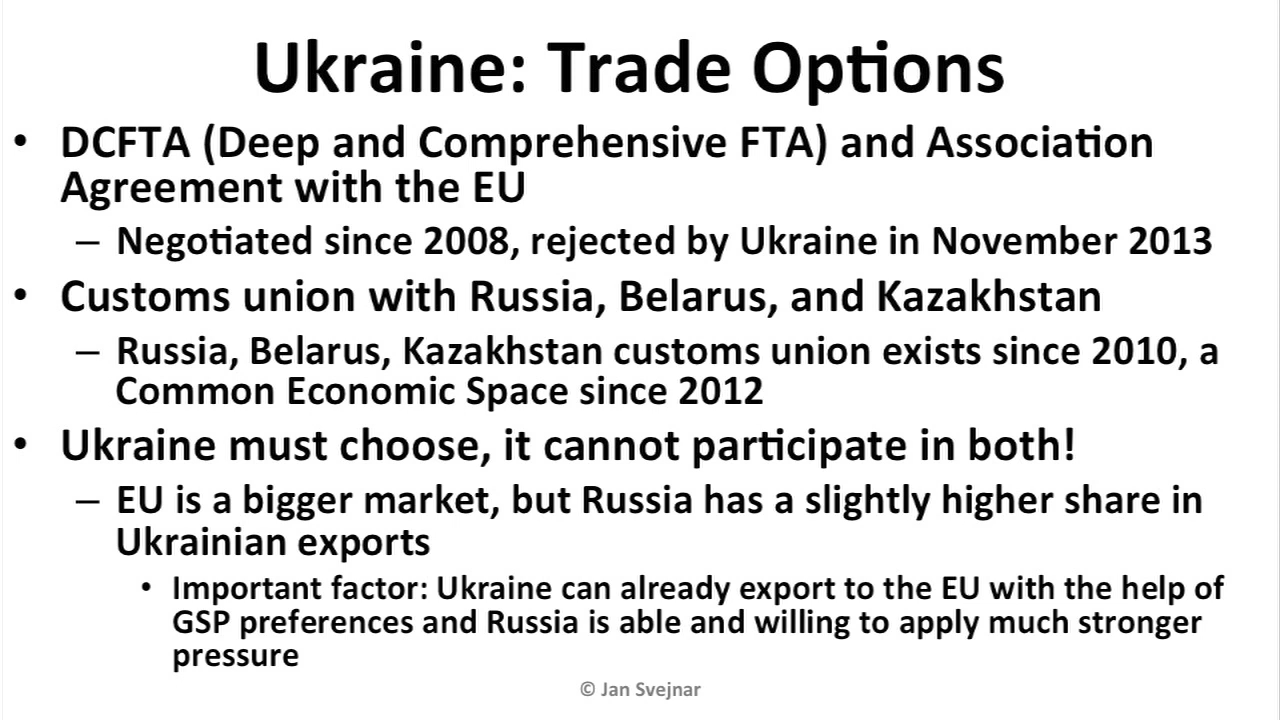 Ukraine: Trade Options
• DCFTA (Deep and Comprehensive FTA) and Association
Agreement with the EU
– Negotiated since 2008, rejected by Ukraine in November 2013
• Customs union with Russia, Belarus, and Kazakhstan
– Russia, Belarus, Kazakhstan customs union exists since 2010, a
Common Economic Space since 2012
• Ukraine must choose, it cannot participate in both!
– EU is a bigger market, but Russia has a slightly higher share in
Ukrainian exports
• Important factor: Ukraine can already export to the EU with the help of
GSP preferences and Russia is able and willing to apply much stronger
pressure
© Jan Svejnar